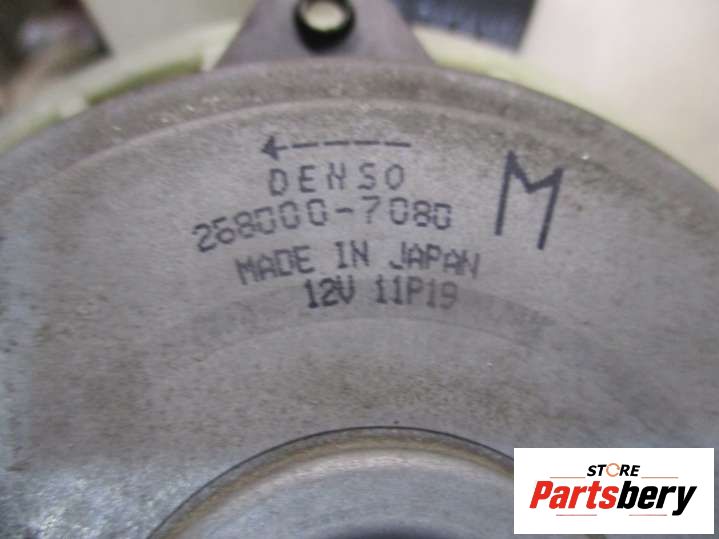 DENSO
268000-7080
M
MADE IN JAPAN
12V 11P19
STORE
Partsbery